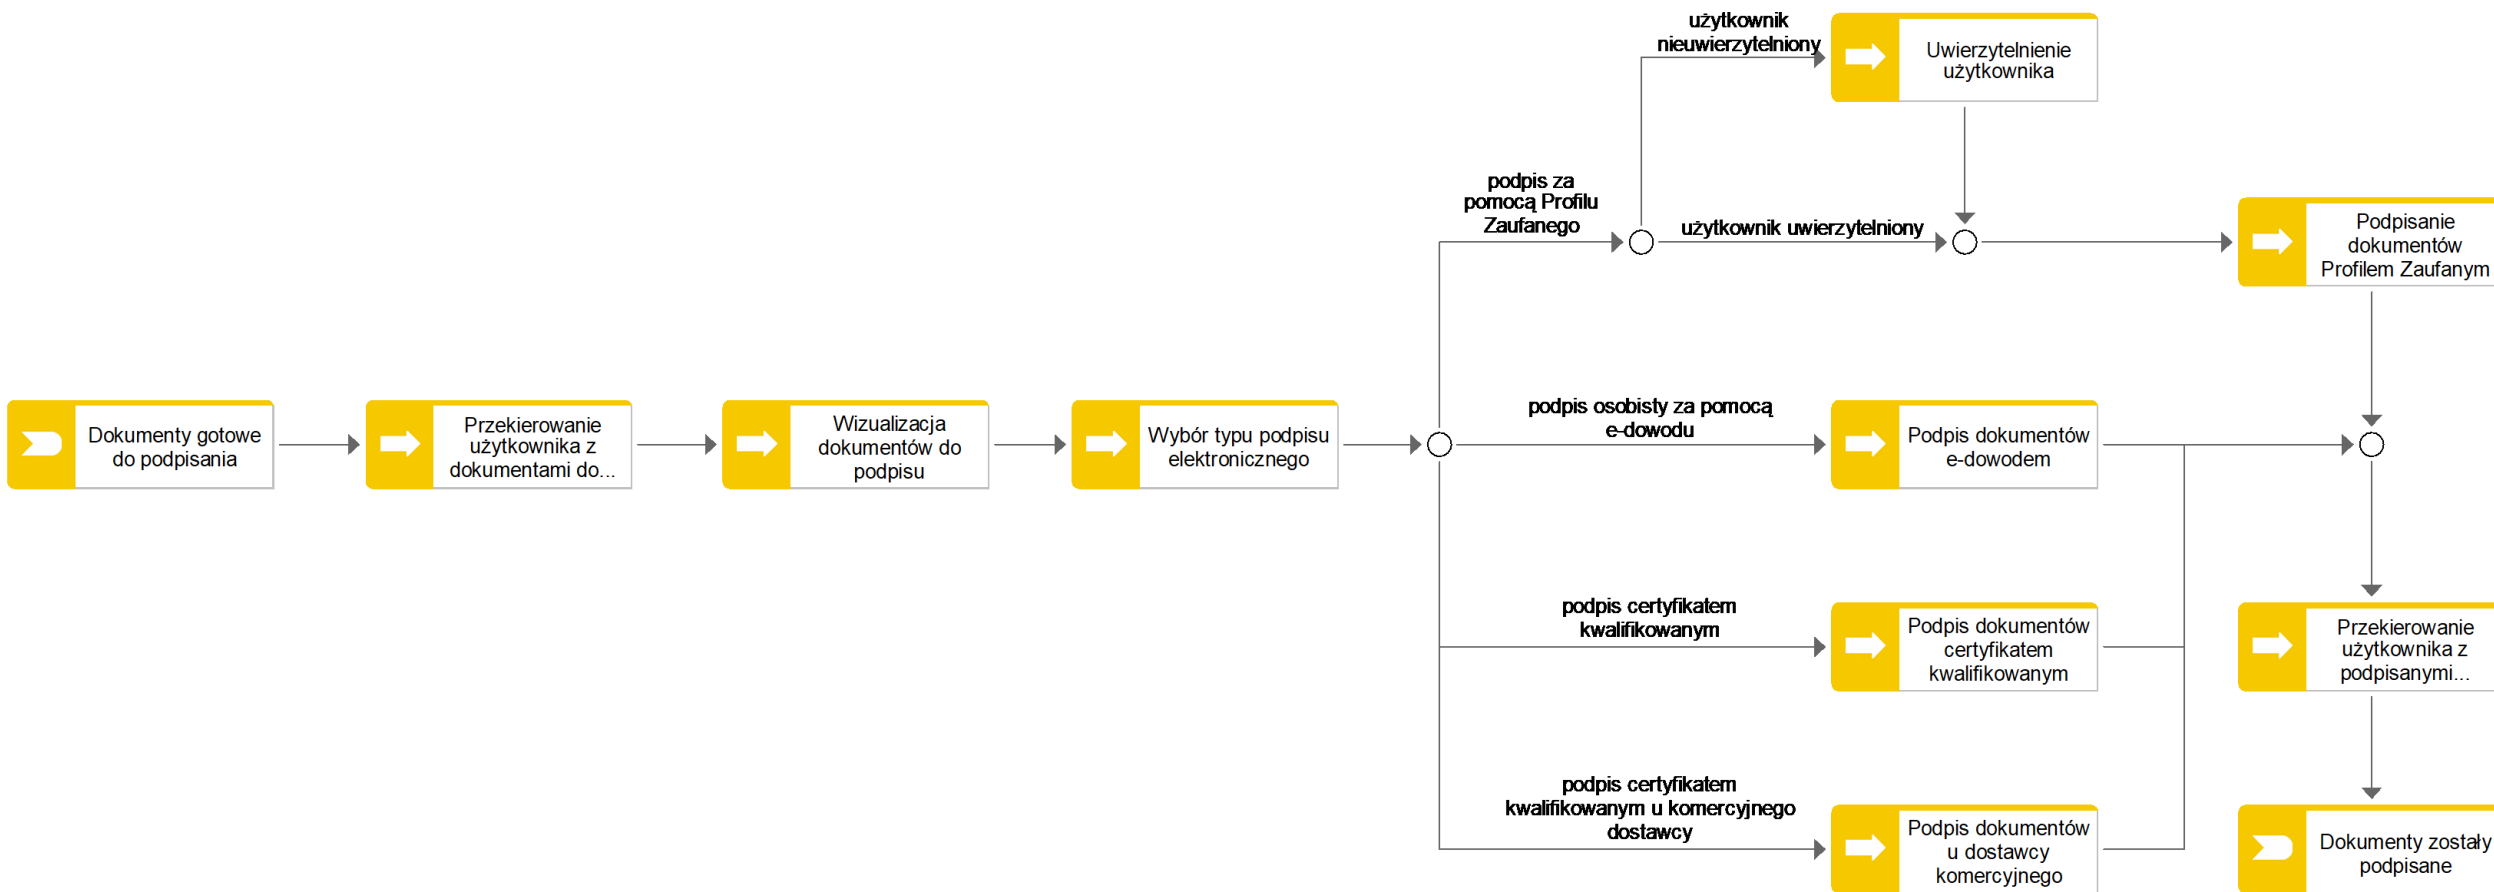 użytkownik
nieuwierzytelniony
Uwierzytelnienie
użytkownika
podpis za
pomocą Profilu
Zaufanego
użytkownik uwierzytelniony
Podpisanie
dokumentów
Profilem Zaufanym
Dokumenty gotowe
do podpisania
Przekierowanie
użytkownika z
dokumentami do...
Wizualizacja
dokumentów do
podpisu
Wybór typu podpisu
elektronicznego
podpis osobisty za pomocą
e-dowodu
Podpis dokumentów
e-dowodem
podpis certyfikatem
kwalifikowanym
Podpis dokumentów
certyfikatem
kwalifikowanym
Przekierowanie
użytkownika z
podpisanymi...
podpis certyfikatem
kwalifikowanym u komercyjnego
dostawcy
Podpis dokumentów
u dostawcy
komercyjnego
Dokumenty zostały
podpisane